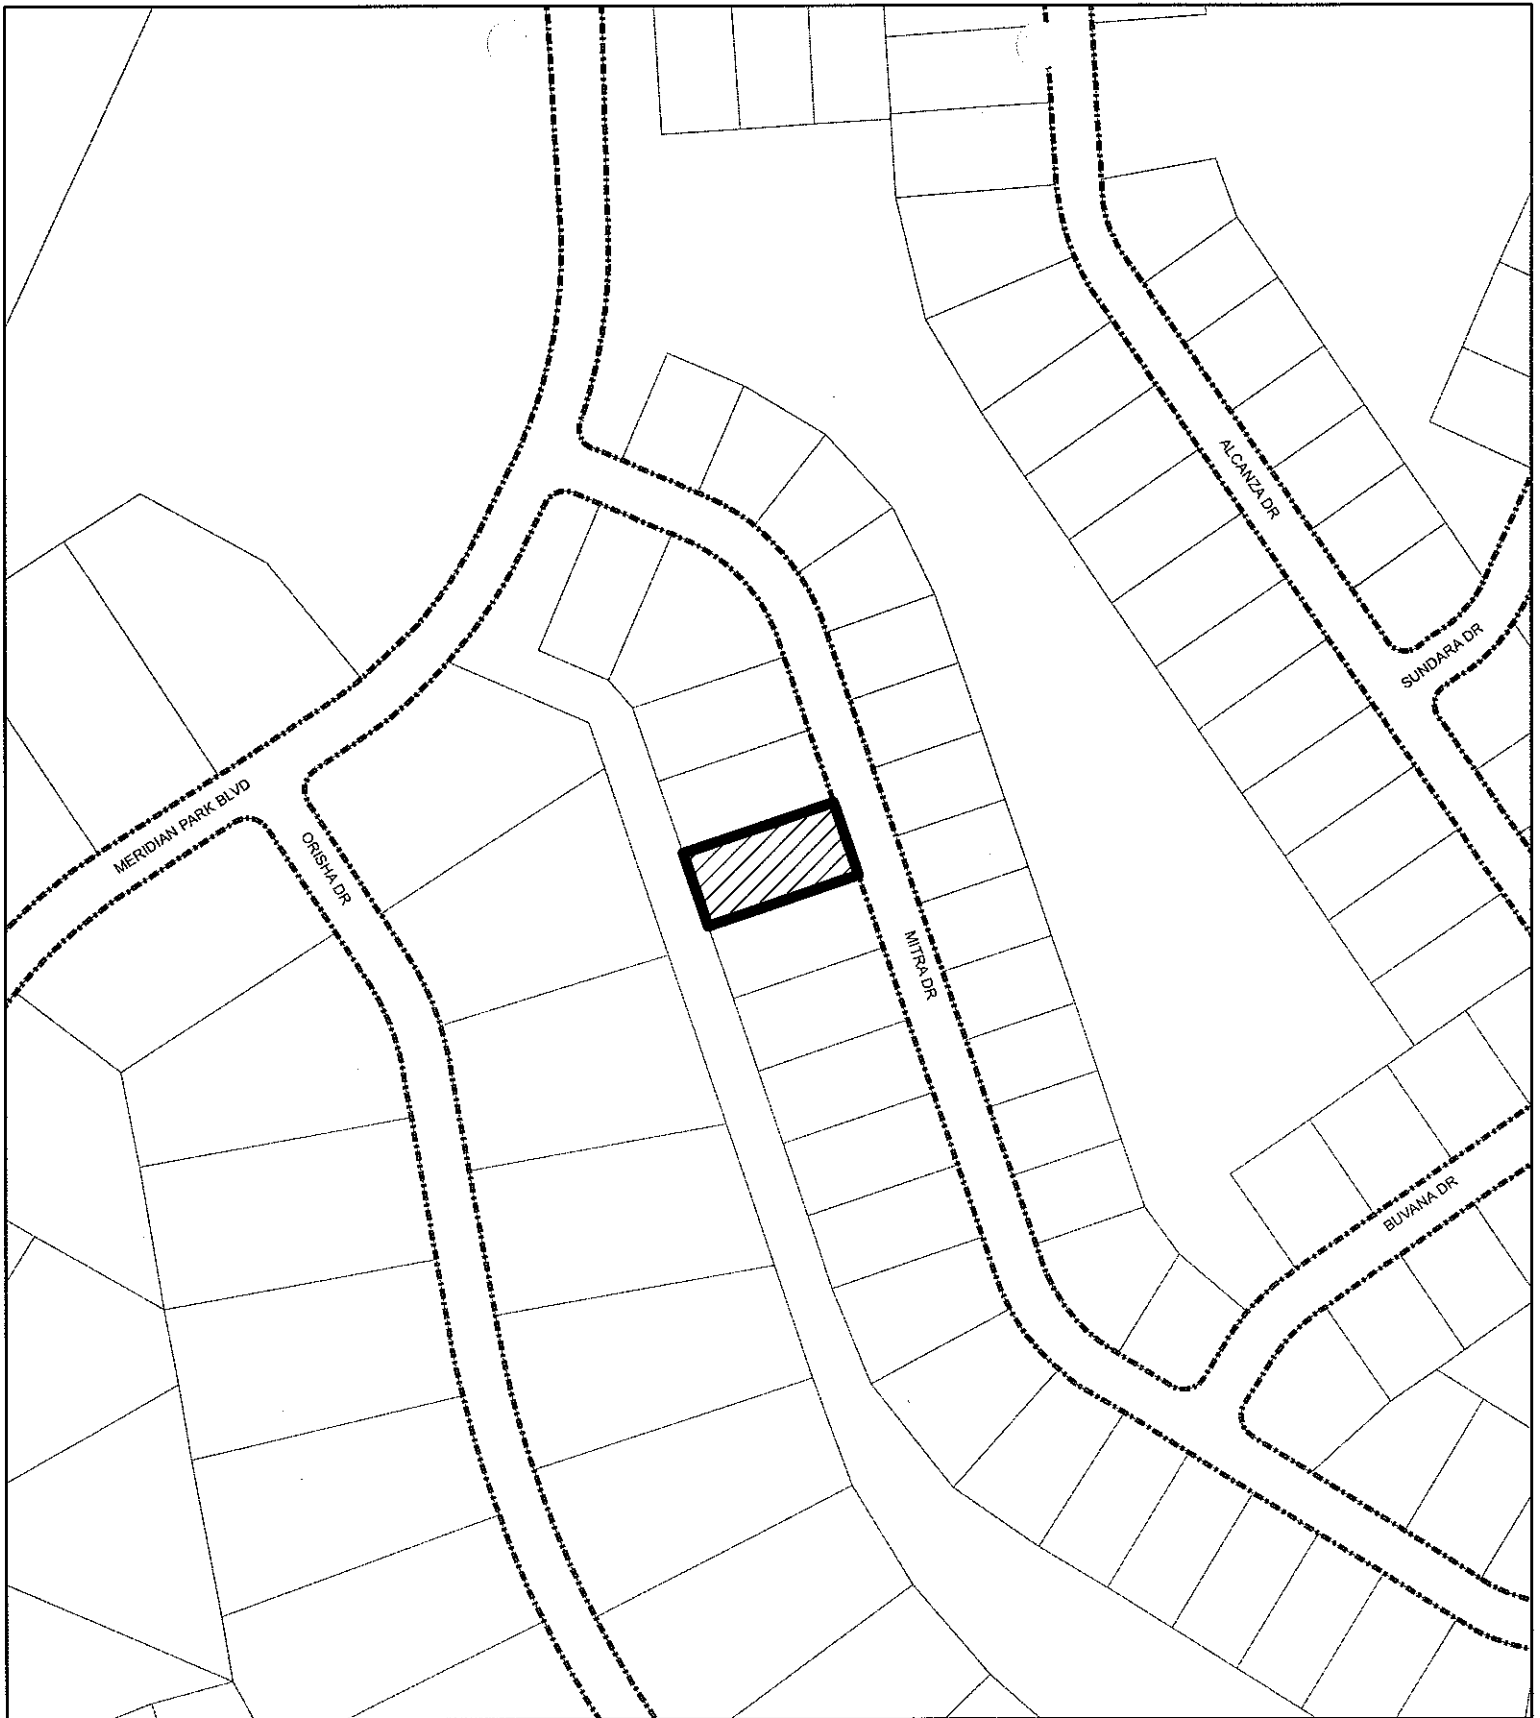 ALCANZA DR
SUNDARA DR
MERIDIAN PARK BLVD
ORISHA DR
MITRA DR
BUVANA DR